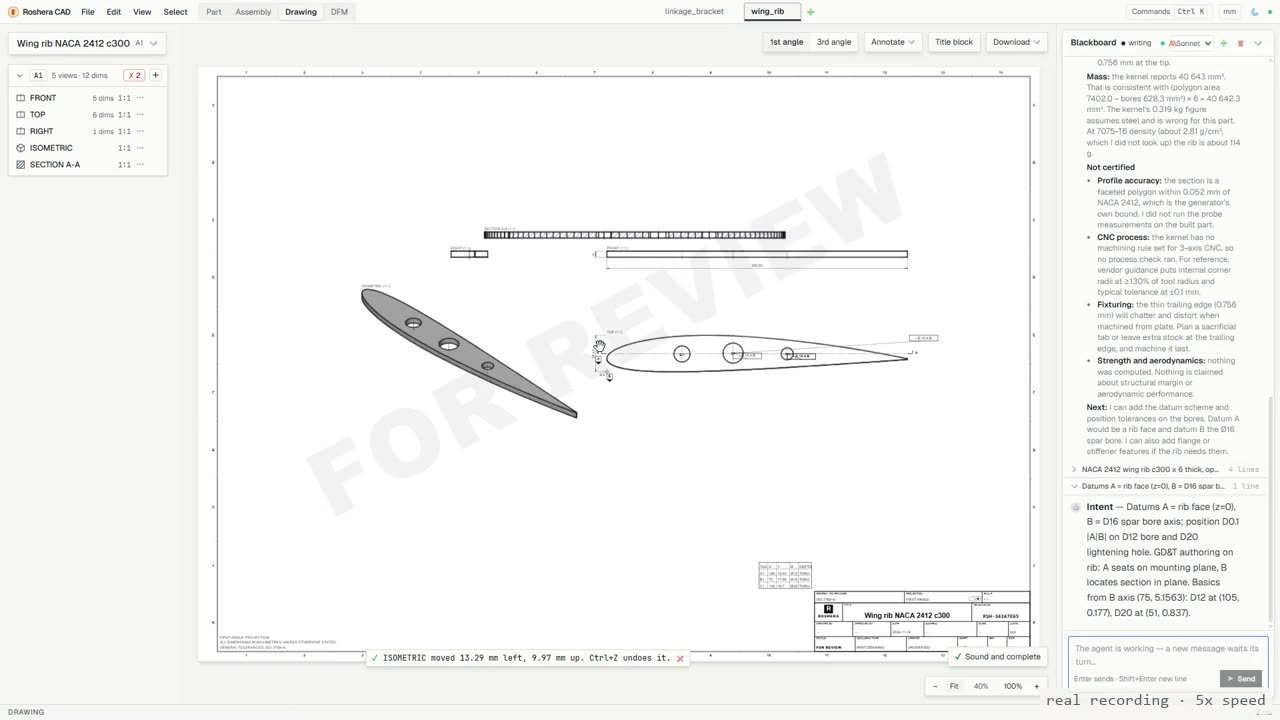 Roshera CAD File Edit View Select Part Assembly Drawing DFM linkage_bracket wing_rib Commands Ctrl K mm
Wing rib NACA 2412 c300 A1
1st angle 3rd angle Annotate Title block Download
Blackboard writing Sonnet
A1 5 views · 12 dims X 2 +
FRONT 5 dims 1:1 ···
TOP 6 dims 1:1 ···
RIGHT 1 dims 1:1 ···
ISOMETRIC 1:1 ···
SECTION A-A 1:1 ···
FOR REVIEW
Wing rib NACA 2412 c300
ROSHERA
FOR REVIEW
FIRST ANGLE PROJECTION
ALL DIMENSIONS IN MILLIMETRES UNLESS OTHERWISE STATED
✓ ISOMETRIC moved 13.29 mm left, 9.97 mm up. Ctrl+Z undoes it. ✗
✓ Sound and complete
− Fit 40% 100% +
DRAWING
0.756 mm at the tip.
Mass: the kernel reports 40 643 mm³.
That is consistent with (polygon area
7402.0 − bores 628.3 mm²) × 6 = 40 642.3
mm³. The kernel's 0.319 kg figure
assumes steel and is wrong for this part.
At 7075-T6 density (about 2.81 g/cm³,
which I did not look up) the rib is about 114
g.
Not certified
• Profile accuracy: the section is a
faceted polygon within 0.052 mm of
NACA 2412, which is the generator's
own bound. I did not run the probe
measurements on the built part.
• CNC process: the kernel has no
machining rule set for 3-axis CNC, so
no process check ran. For reference,
vendor guidance puts internal corner
radii at ≥130% of tool radius and
typical tolerance at ±0.1 mm.
• Fixturing: the thin trailing edge (0.756
mm) will chatter and distort when
machined from plate. Plan a sacrificial
tab or leave extra stock at the trailing
edge, and machine it last.
• Strength and aerodynamics: nothing
was computed. Nothing is claimed
about structural margin or
aerodynamic performance.
Next: I can add the datum scheme and
position tolerances on the bores. Datum A
would be a rib face and datum B the Ø16
spar bore. I can also add flange or
stiffener features if the rib needs them.
NACA 2412 wing rib c300 x 6 thick, op... 4 lines
Datums A = rib face (z=0), B = D16 spar b... 1 line
Intent — Datums A = rib face (z=0),
B = D16 spar bore axis; position D0.1
|A|B| on D12 bore and D20
lightening hole. GD&T authoring on
rib: A seats on mounting plane, B
locates section in plane. Basics
from B axis (75, 5.1563): D12 at (105,
0.177), D20 at (51, 0.837).
The agent is working — a new message waits its
turn...
Enter sends · Shift+Enter new line Send
real recording · 5x speed